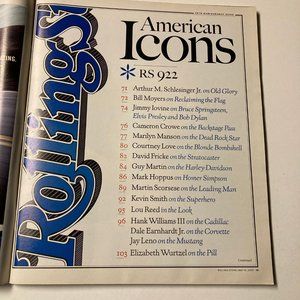 American
Icons
* RS 922
71 Arthur M. Schlesinger Jr. on Old Glory
72 Bill Moyers on Reclaiming the Flag
74 Jimmy Iovine on Bruce Springsteen,
Elvis Presley and Bob Dylan
76 Cameron Crowe on the Backstage Pass
77 Marilyn Manson on the Dead Rock Star
80 Courtney Love on the Blonde Bombshell
82 David Fricke on the Stratocaster
84 Guy Martin on the Harley-Davidson
86 Mark Hoppus on Homer Simpson
89 Martin Scorsese on the Leading Man
92 Kevin Smith on the Superhero
95 Lou Reed in the Look
96 Hank Williams III on the Cadillac
Dale Earnhardt Jr. on the Corvette
Jay Leno on the Mustang
103 Elizabeth Wurtzel on the Pill
Rolling St